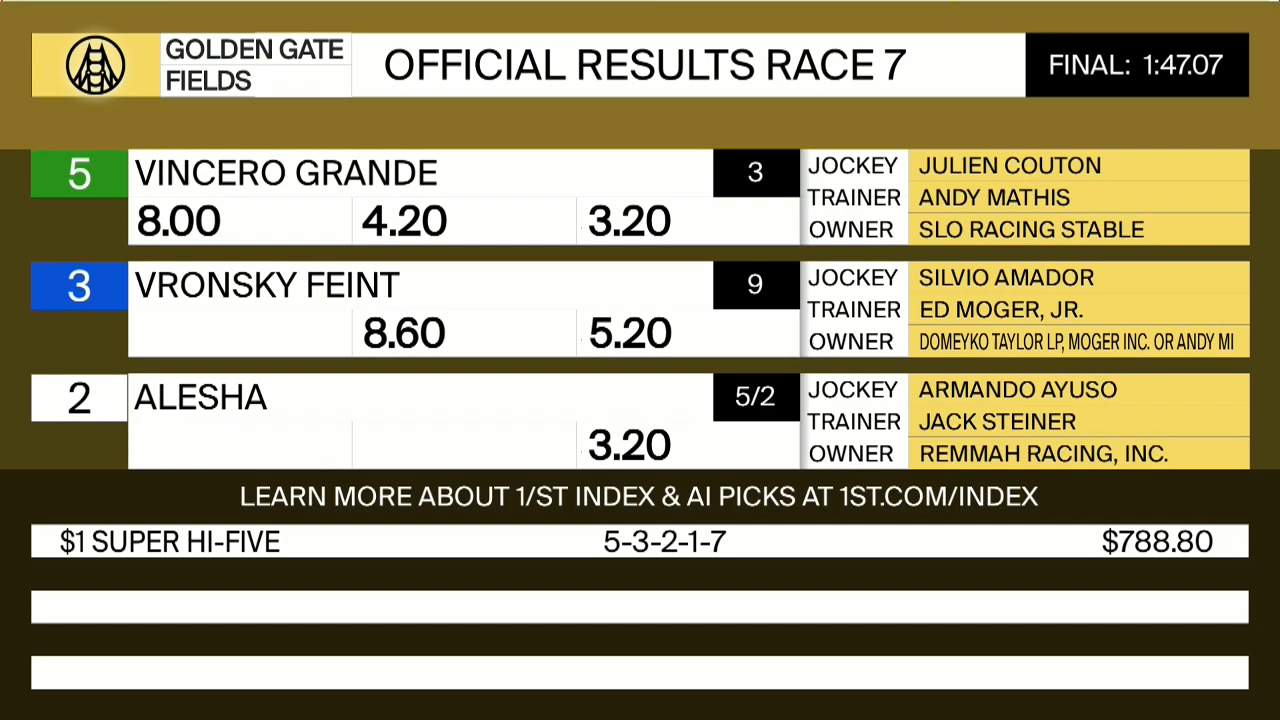 GOLDEN GATE
FIELDS
OFFICIAL RESULTS RACE 7
FINAL: 1:47.07
5 VINCERO GRANDE 3
8.00 4.20 3.20
JOCKEY JULIEN COUTON
TRAINER ANDY MATHIS
OWNER SLO RACING STABLE
3 VRONSKY FEINT 9
8.60 5.20
JOCKEY SILVIO AMADOR
TRAINER ED MOGER, JR.
OWNER DOMEYKO TAYLOR LP, MOGER INC. OR ANDY MI
2 ALESHA 5/2
3.20
JOCKEY ARMANDO AYUSO
TRAINER JACK STEINER
OWNER REMMAH RACING, INC.
LEARN MORE ABOUT 1/ST INDEX & AI PICKS AT 1ST.COM/INDEX
$1 SUPER HI-FIVE 5-3-2-1-7 $788.80